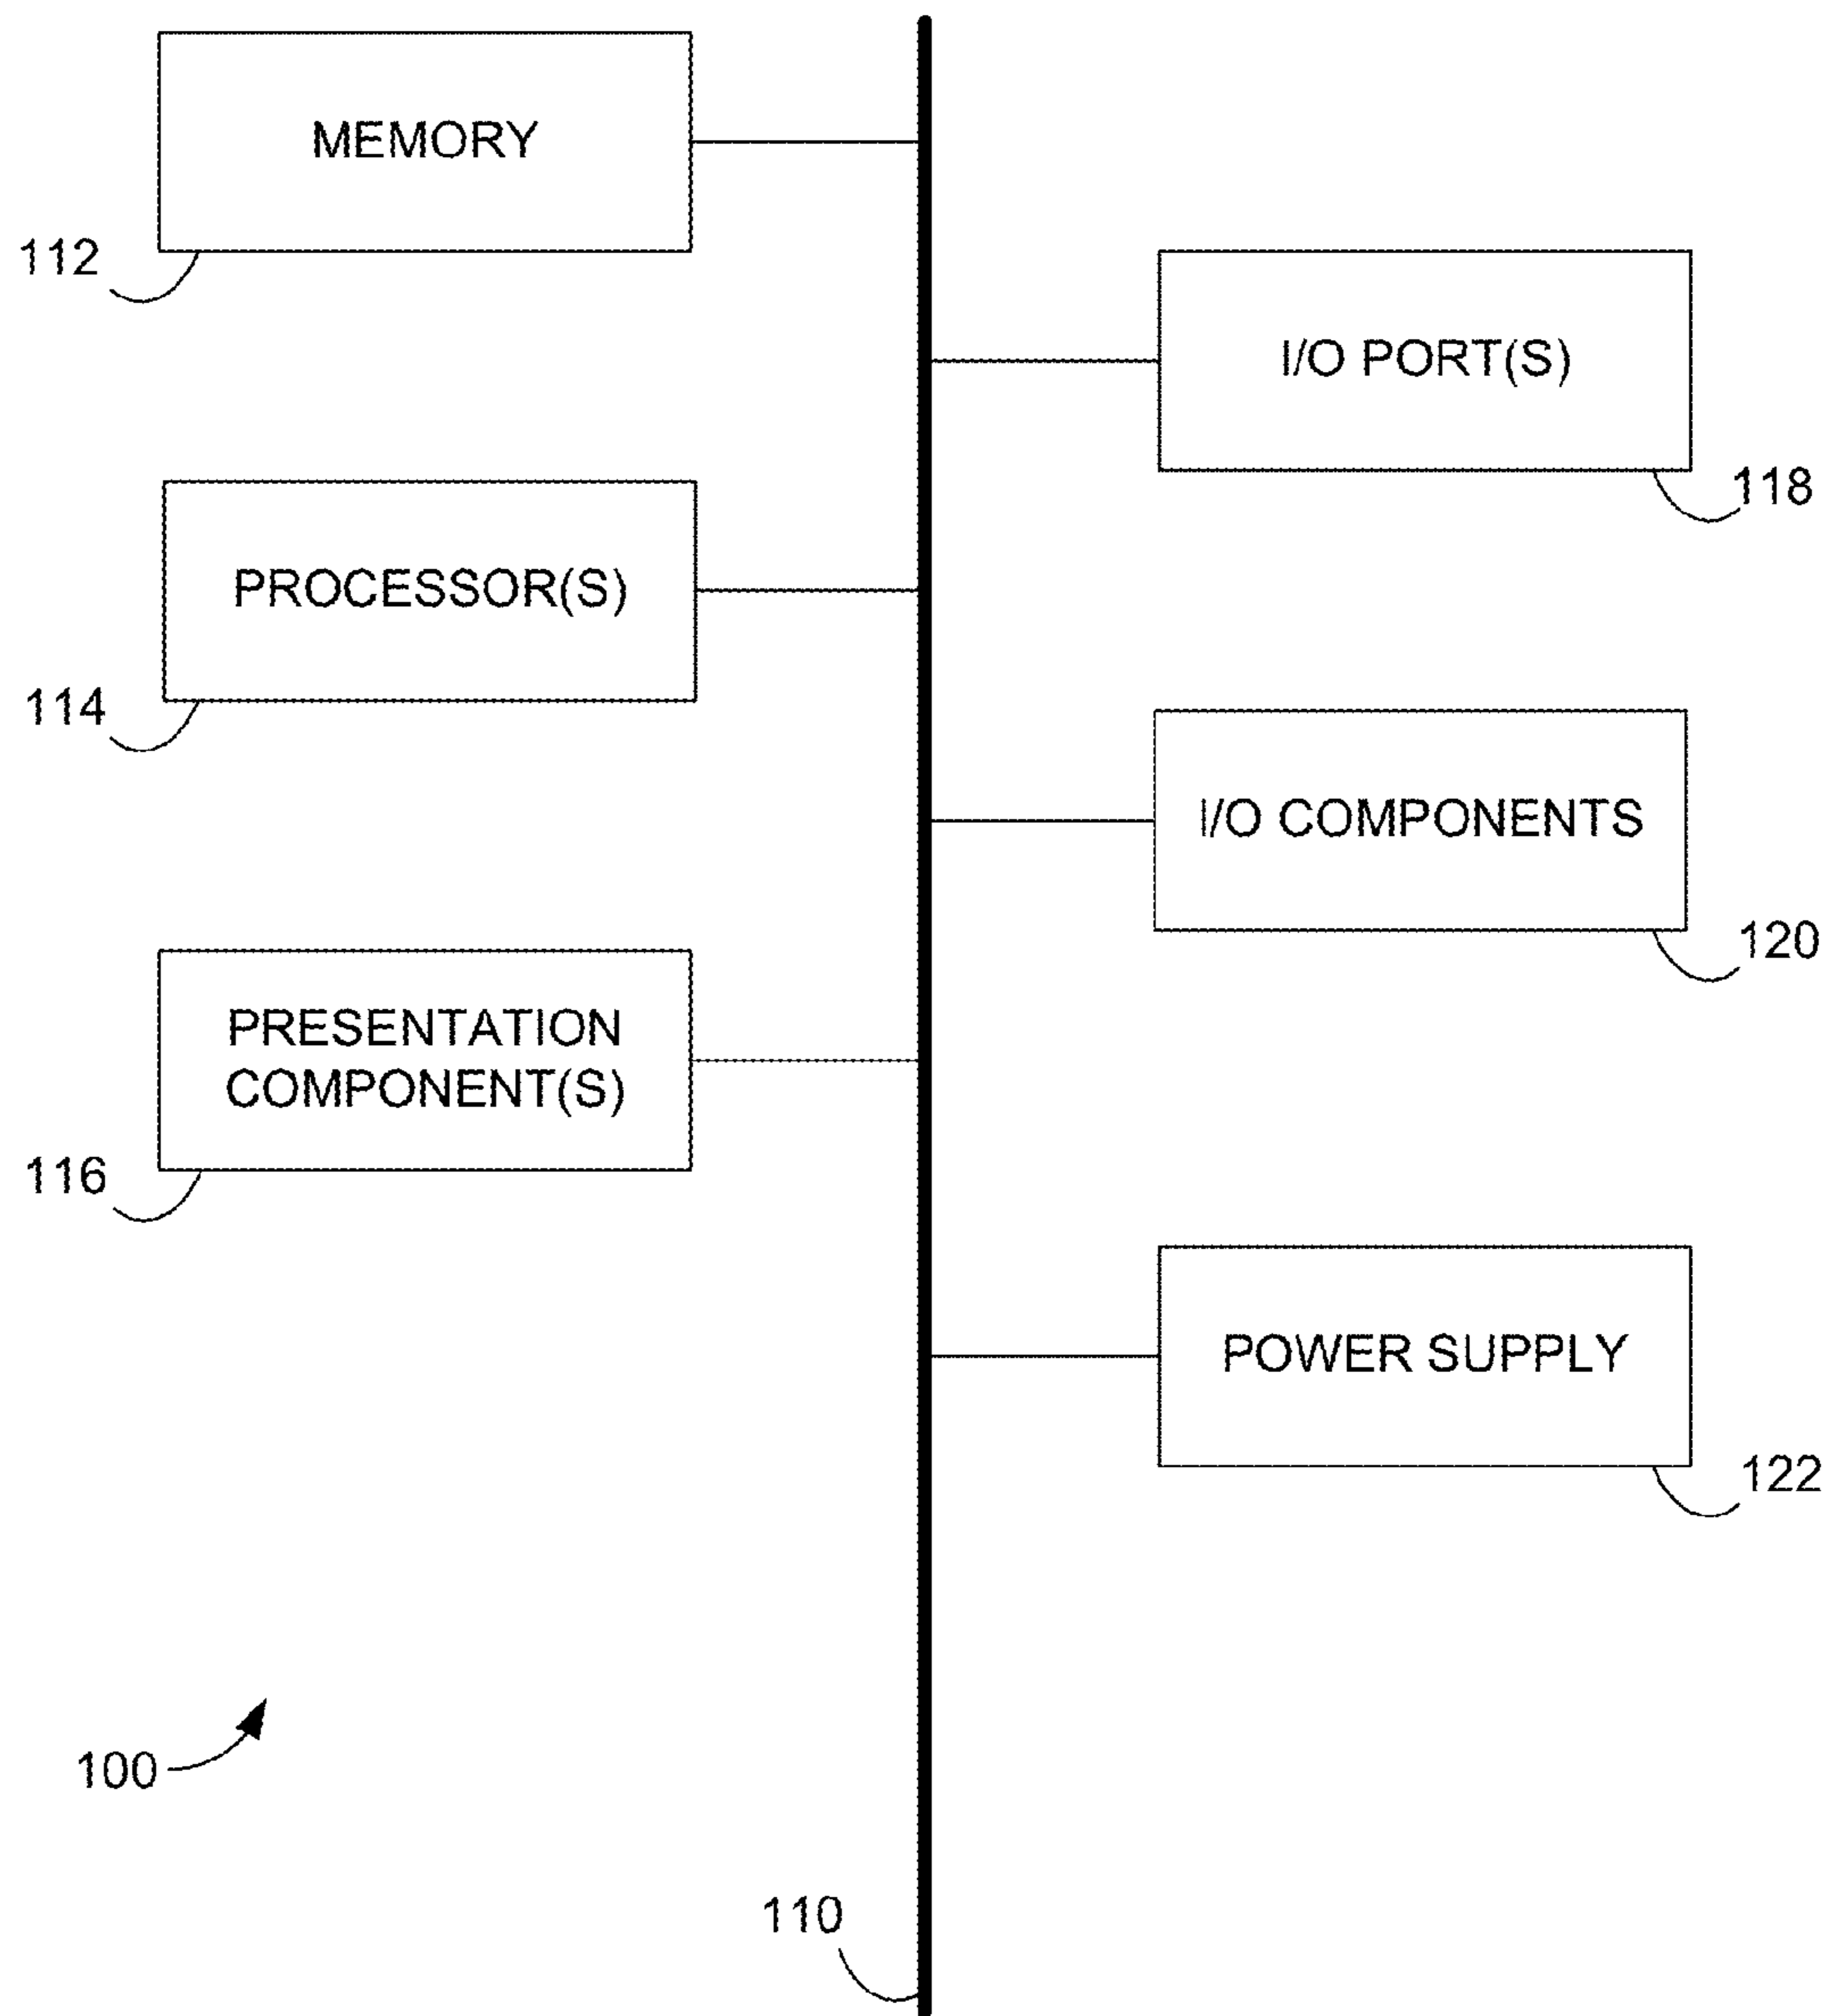 MEMORY
112
I/O PORT(S)
118
PROCESSOR(S)
114
I/O COMPONENTS
120
PRESENTATION
COMPONENT(S)
116
POWER SUPPLY
122
100
110